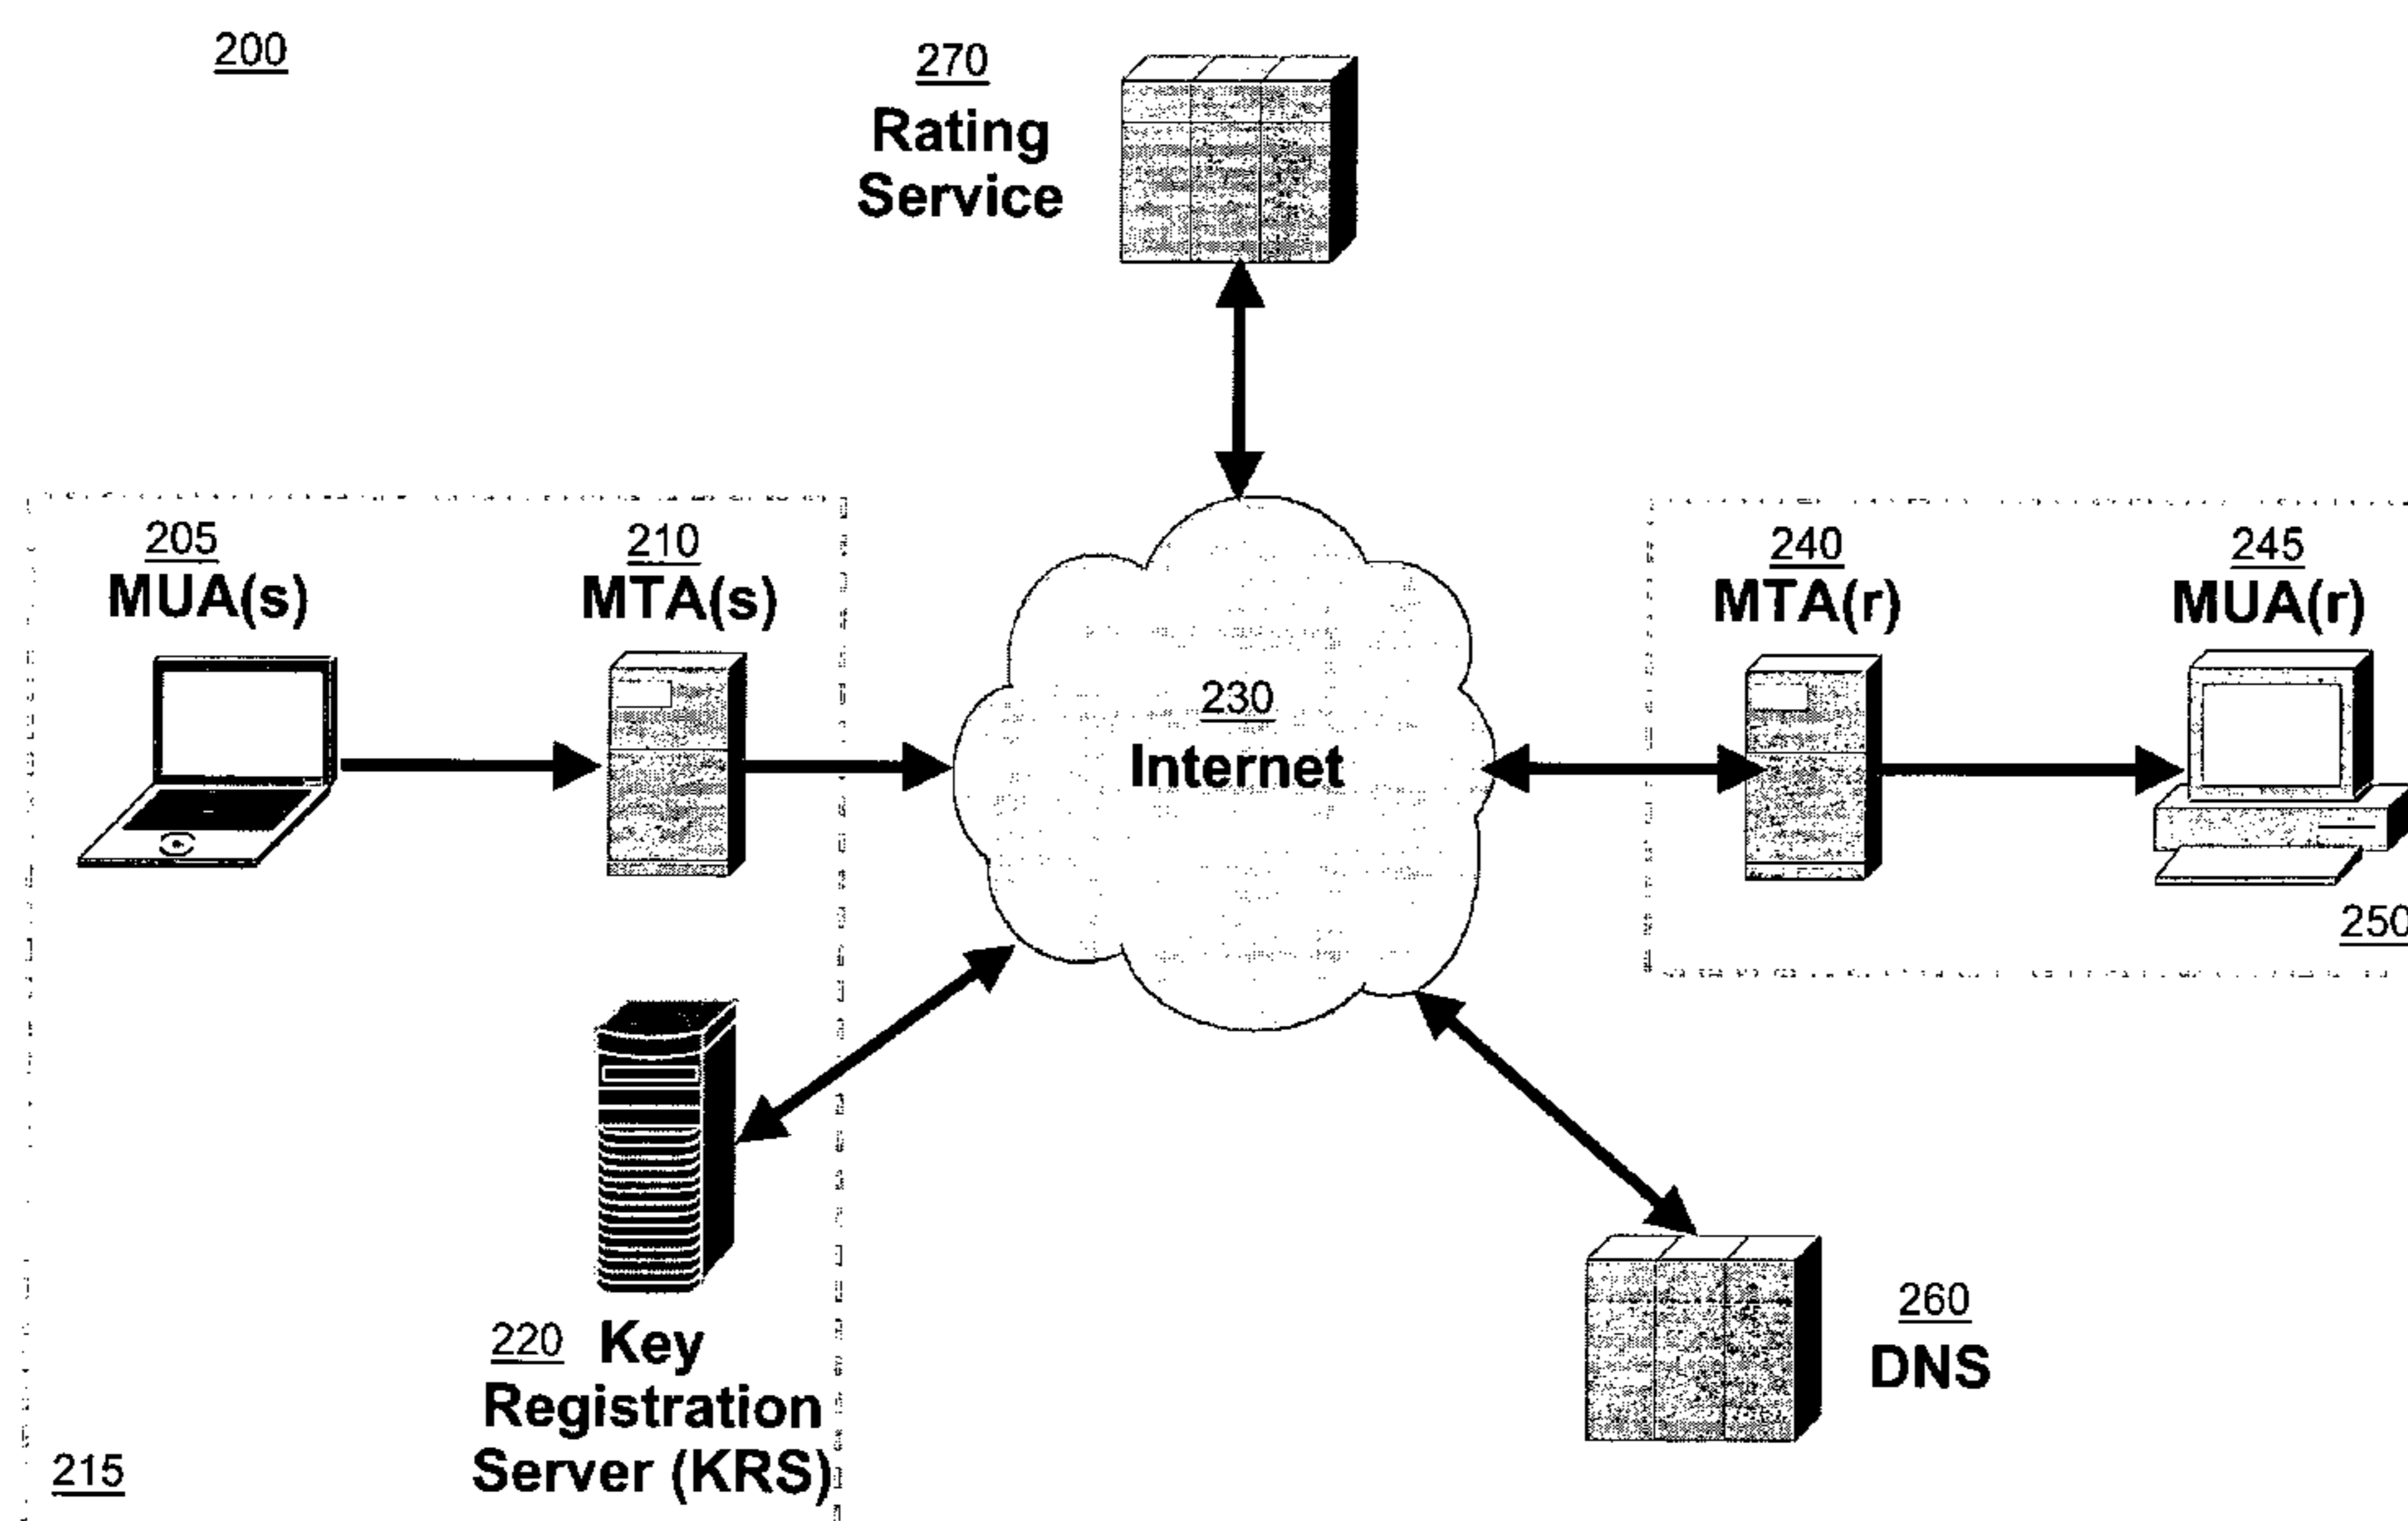 200
270
Rating
Service
205
MUA(s)
210
MTA(s)
230
Internet
240
MTA(r)
245
MUA(r)
250
220 Key
Registration
Server (KRS)
215
260
DNS